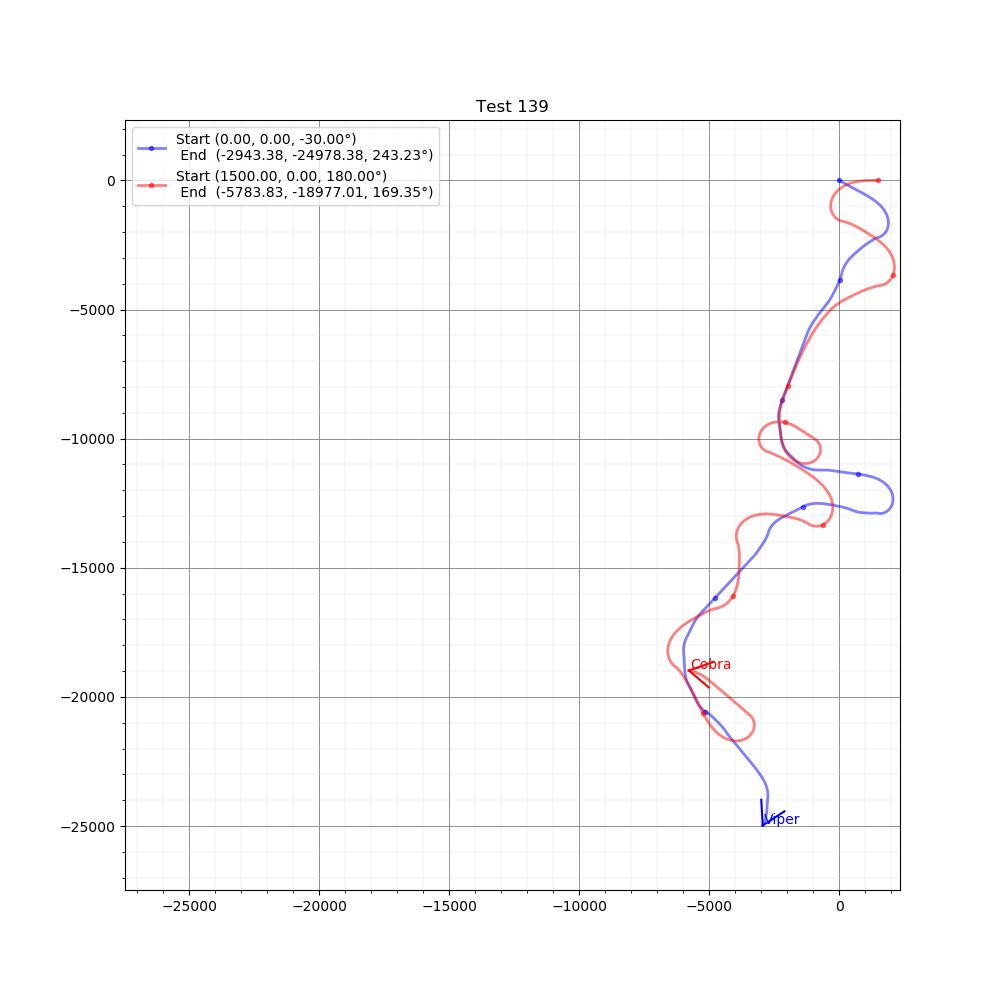 Test 139
Start (0.00, 0.00, -30.00°)
End (-2943.38, -24978.38, 243.23°)
Start (1500.00, 0.00, 180.00°)
End (-5783.83, -18977.01, 169.35°)
0
−5000
−10000
−15000
−20000
−25000
Cobra
Viper
−25000
−20000
−15000
−10000
−5000
0